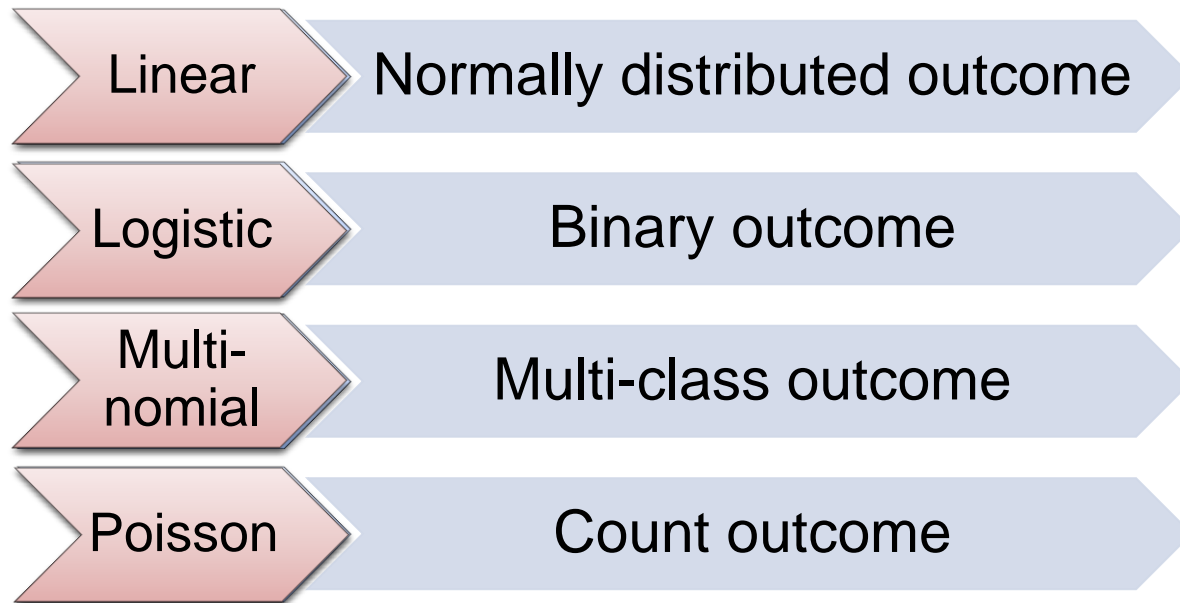 Linear
Normally distributed outcome
Logistic
Binary outcome
Multi-
nomial
Multi-class outcome
Poisson
Count outcome